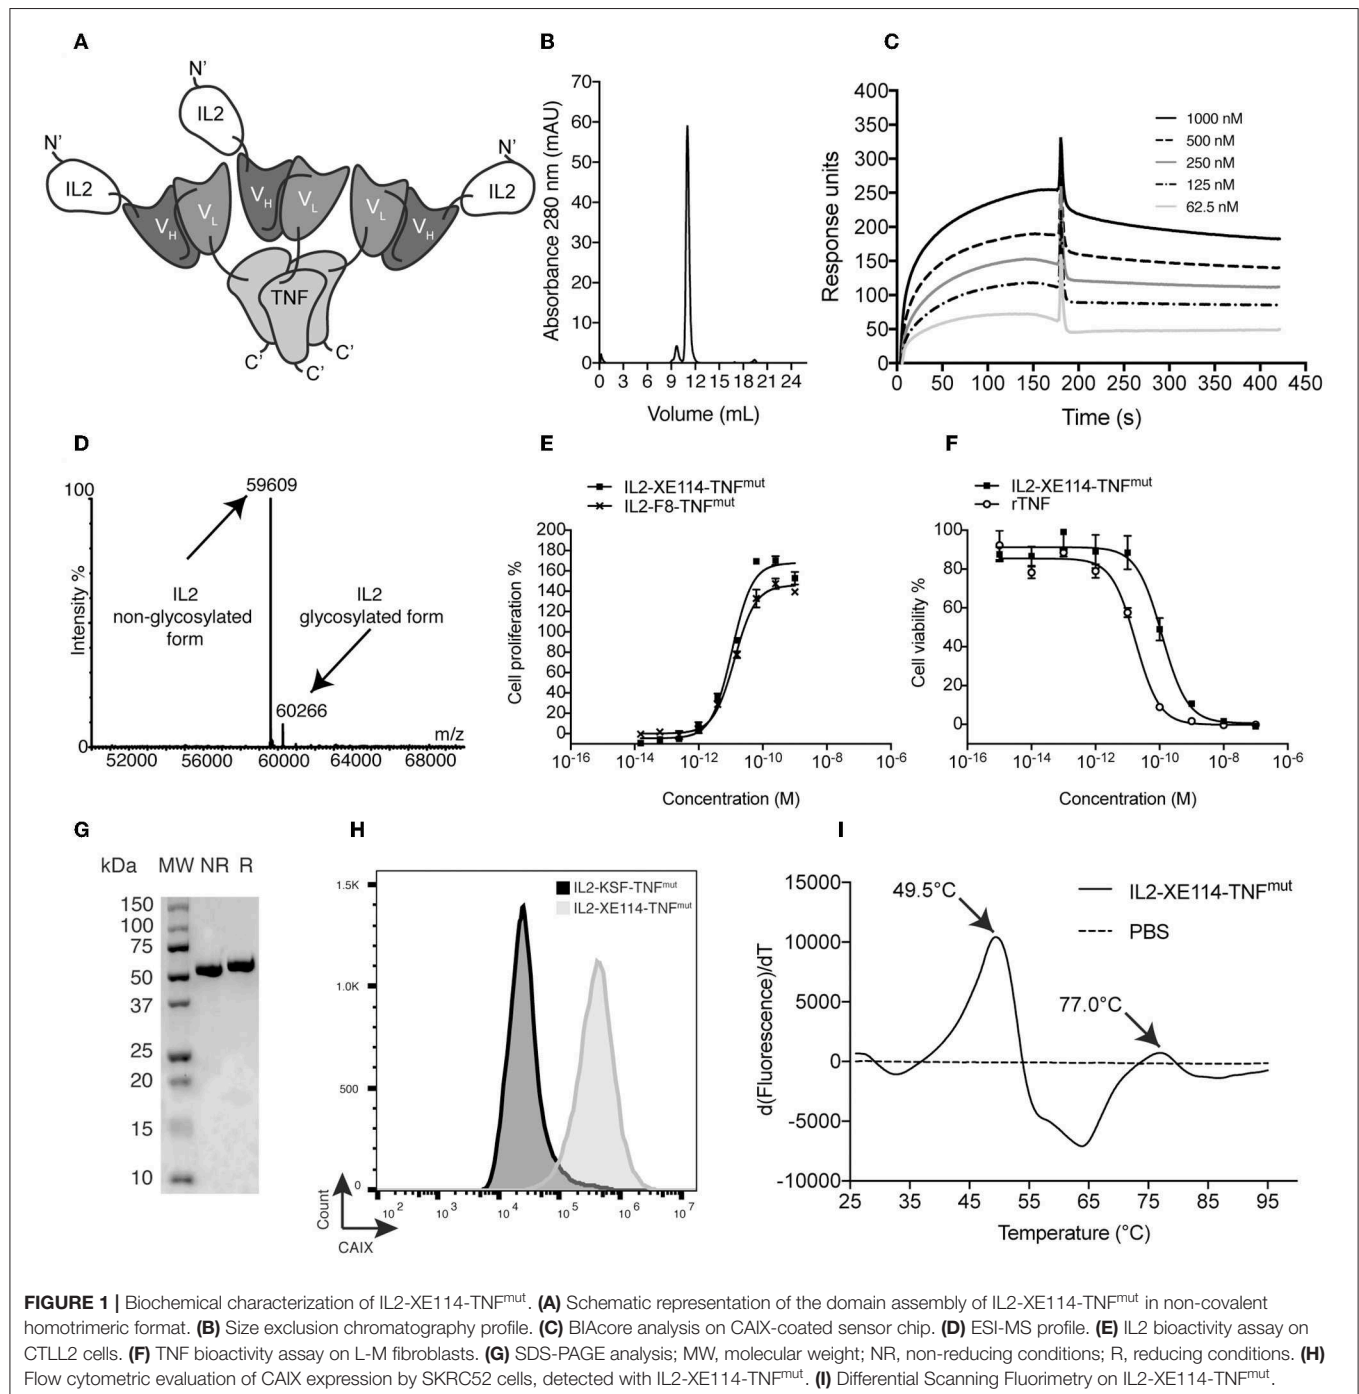 A
N'
IL2
N'
IL2
N'
IL2
VH
VL
VH
VL
VL
VH
TNF
C'
C'
C'
B
Absorbance 280 nm (mAU)
70
60
50
40
30
20
10
0
0 3 6 9 12 15 18 21 24
Volume (mL)
C
Response units
400
350
300
250
200
150
100
50
0
1000 nM
500 nM
250 nM
125 nM
62.5 nM
0 50 100 150 200 250 300 350 400 450
Time (s)
D
Intensity %
100
0
59609
IL2
non-glycosylated
form
IL2
glycosylated form
60266
m/z
52000 56000 60000 64000 68000
E
IL2-XE114-TNFmut
IL2-F8-TNFmut
Cell proliferation %
200
180
160
140
120
100
80
60
40
20
0
10-16 10-14 10-12 10-10 10-8 10-6
Concentration (M)
F
IL2-XE114-TNFmut
rTNF
Cell viability %
100
80
60
40
20
0
10-16 10-14 10-12 10-10 10-8 10-6
Concentration (M)
G
kDa MW NR R
150
100
75
50
37
25
20
15
10
H
IL2-KSF-TNFmut
IL2-XE114-TNFmut
1.5K
1.0K
500
0
10 2 10 3 10 4 10 5 10 6 10 7
Count
CAIX
I
49.5°C
77.0°C
IL2-XE114-TNFmut
PBS
d(Fluorescence)/dT
15000
10000
5000
0
-5000
-10000
25 35 45 55 65 75 85 95
Temperature (°C)
FIGURE 1 | Biochemical characterization of IL2-XE114-TNFmut. (A) Schematic representation of the domain assembly of IL2-XE114-TNFmut in non-covalent
homotrimeric format. (B) Size exclusion chromatography profile. (C) BIAcore analysis on CAIX-coated sensor chip. (D) ESI-MS profile. (E) IL2 bioactivity assay on
CTLL2 cells. (F) TNF bioactivity assay on L-M fibroblasts. (G) SDS-PAGE analysis; MW, molecular weight; NR, non-reducing conditions; R, reducing conditions. (H)
Flow cytometric evaluation of CAIX expression by SKRC52 cells, detected with IL2-XE114-TNFmut. (I) Differential Scanning Fluorimetry on IL2-XE114-TNFmut.